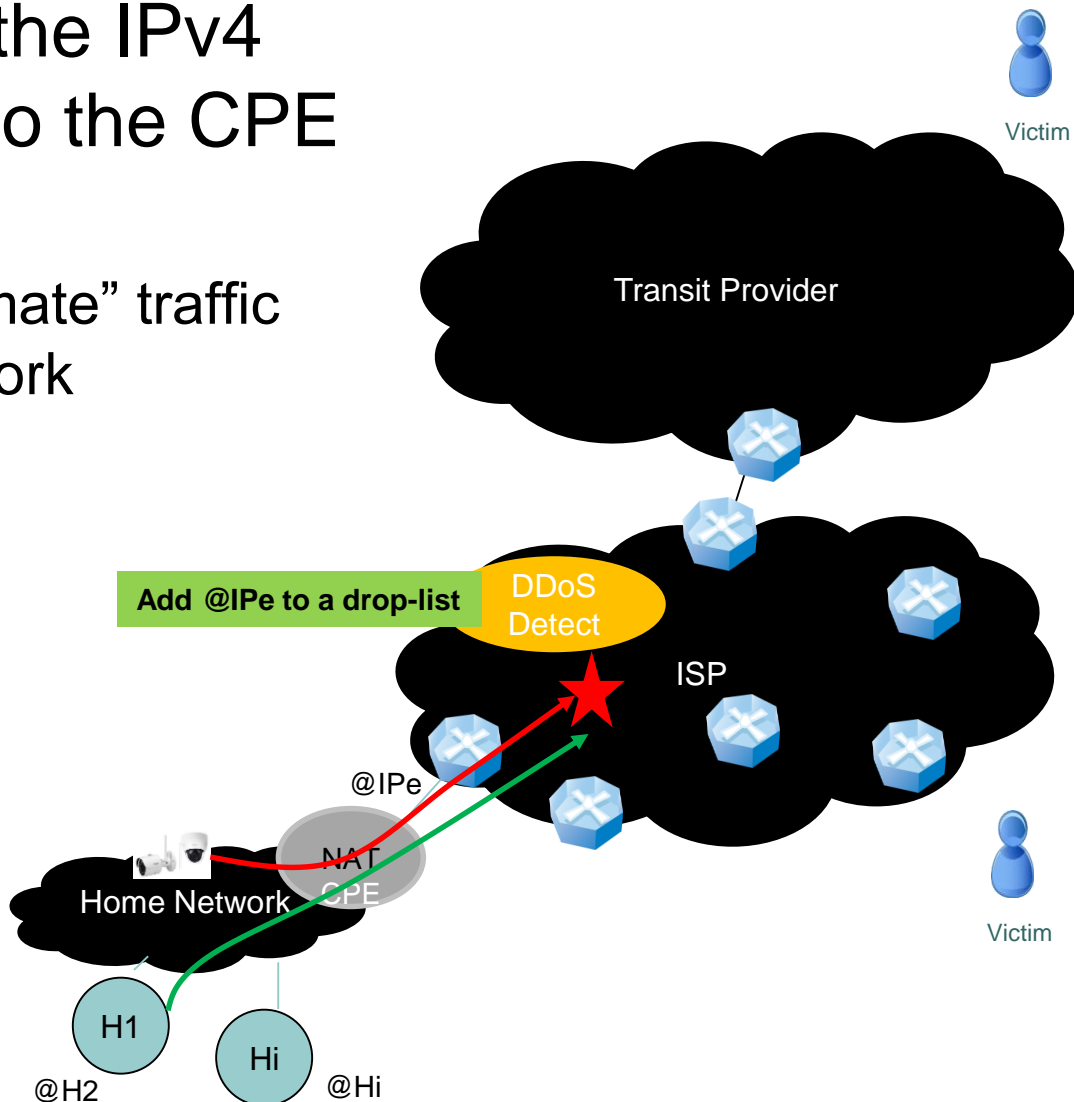 the IPv4
o the CPE
Victim
mate” traffic
ork
Transit Provider
Add @IPe to a drop-list
DDoS
Detect
ISP
@IPe
NAT
CPE
Home Network
Victim
H1
Hi
@H2
@Hi